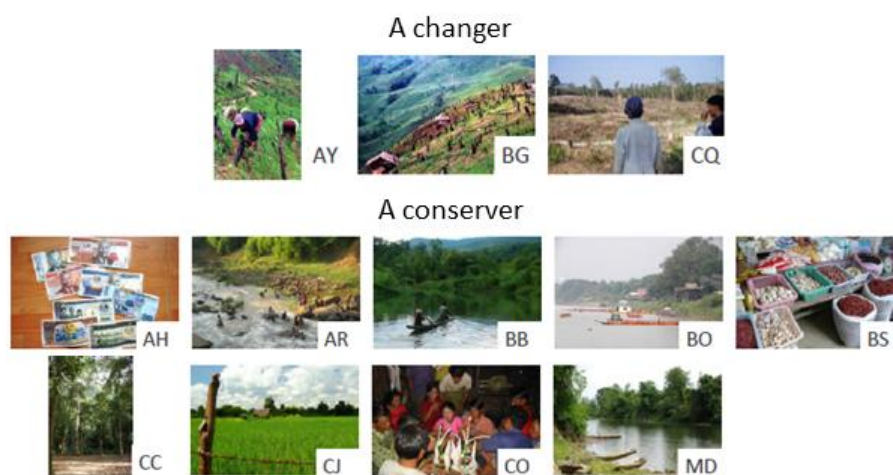 A changer
AY
BG
CQ
A conserver
AH
AR
BB
BO
BS
CC
CJ
CO
MD